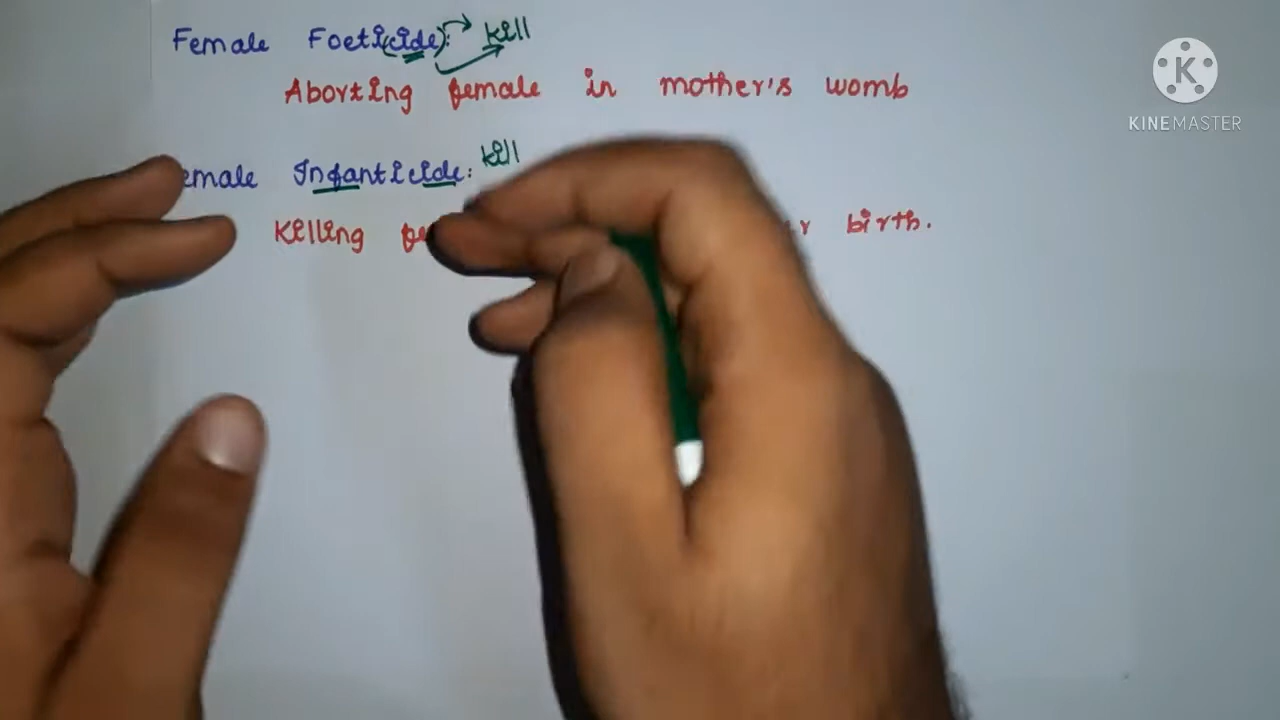 Female Foeticide): kill
Aborting female in mother's womb
KINEMASTER
emale Infanticide: kill
Killing birth.